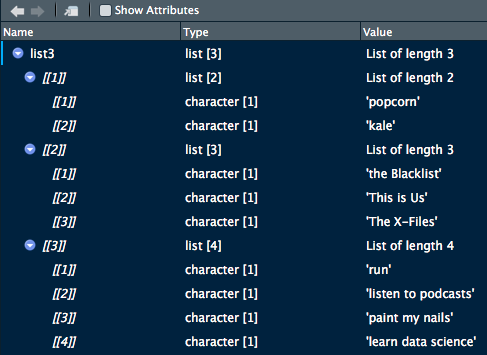 Show Attributes
Name Type Value
list3 list [3] List of length 3
[[1]] list [2] List of length 2
[[1]] character [1] 'popcorn'
[[2]] character [1] 'kale'
[[2]] list [3] List of length 3
[[1]] character [1] 'the Blacklist'
[[2]] character [1] 'This is Us'
[[3]] character [1] 'The X-Files'
[[3]] list [4] List of length 4
[[1]] character [1] 'run'
[[2]] character [1] 'listen to podcasts'
[[3]] character [1] 'paint my nails'
[[4]] character [1] 'learn data science'